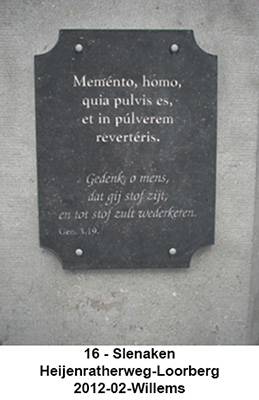 Meménto, hómo,
quia pulvis es,
et in púlverem
revertéris.
Gedenk, o mens,
dat gij stof zijt,
en tot stof zult wederkeren.
Gen. 3.19.
16 - Slenaken
Heijenratherweg-Loorberg
2012-02-Willems